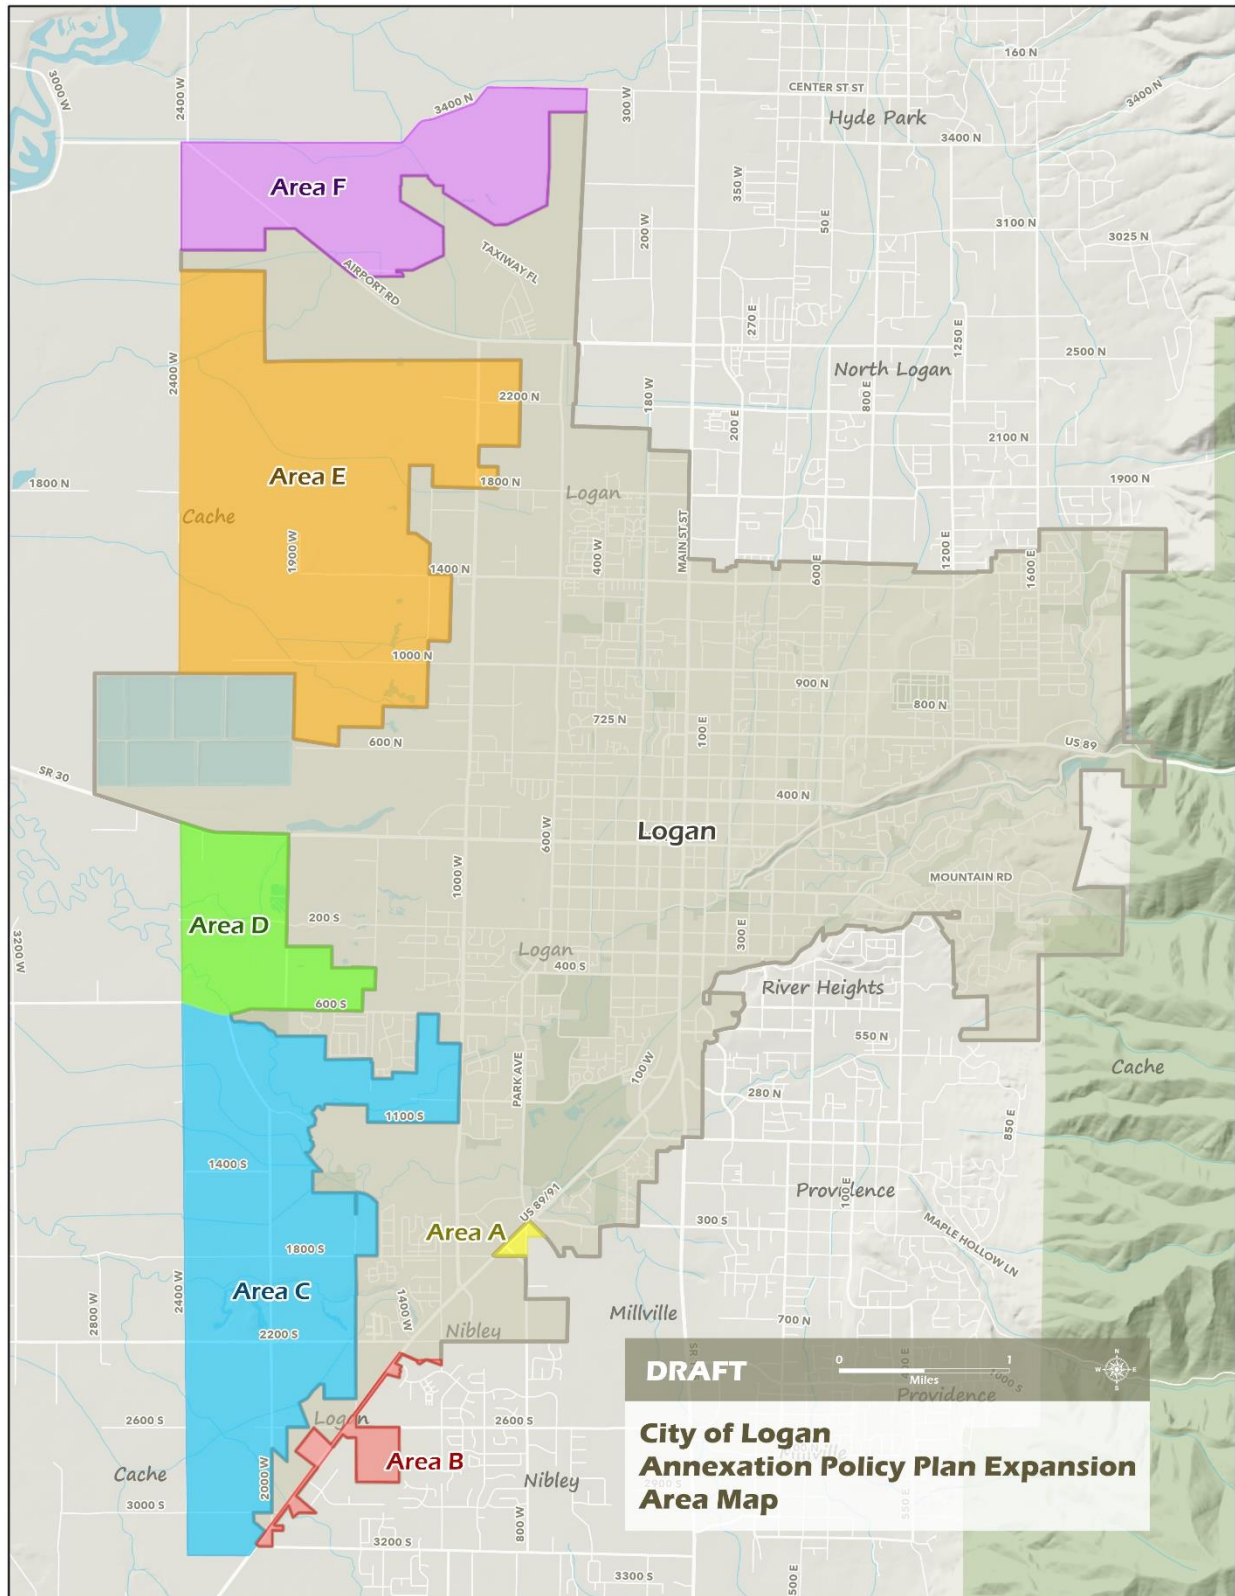 160 N
3000 W
2400 W
3400 N
300 W
CENTER ST ST
3400 N
Hyde Park
3400 N
Area F
350 W
200 W
50 E
3100 N
3025 N
TAXIWAY FL
AIRPORT RD
270 E
1250 E
2500 N
2400 W
North Logan
2200 N
180 W
800 E
200 E
2100 N
Area E
1800 N
1800 N
Logan
1900 N
Cache
1900 W
400 W
MAIN ST ST
600 E
1200 E
1600 E
1400 N
1000 N
900 N
800 N
725 N
100 E
600 N
US 89
SR 30
400 N
600 W
Logan
1000 W
MOUNTAIN RD
Area D
200 S
300 E
3200 W
Logan
400 S
River Heights
600 S
550 N
PARK AVE
100 W
Cache
280 N
1100 S
850 E
1400 S
Providence
100 E
US 89/91
Area A
300 S
MAPLE HOLLOW LN
1800 S
Area C
2400 W
2800 W
1400 W
Millville
700 N
Nibley
2200 S
DRAFT
0
1
Miles
N
W
E
S
1000 S
Providence
Logan
2600 S
2600 S
City of Logan
Annexation Policy Plan Expansion
Area Map
Area B
Cache
2000 W
Nibley
2900 S
3000 S
800 W
550 E
3200 S
3300 S
500 E